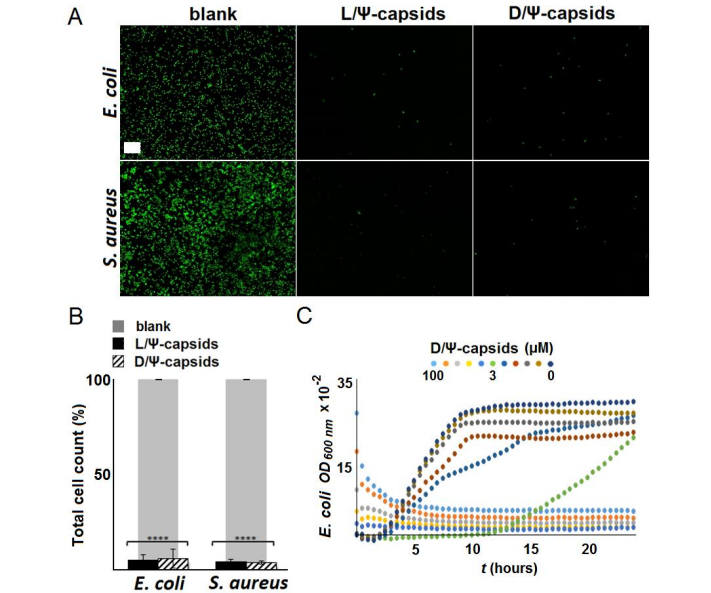 A
blank
L/Ψ-capsids
D/Ψ-capsids
E. coli
S. aureus
B
blank
L/Ψ-capsids
D/Ψ-capsids
Total cell count (%)
100
50
****
****
E. coli
S. aureus
C
D/Ψ-capsids (μM)
100 3 0
E. coli OD 600 nm x 10-2
35
15
5 10 15 20
t (hours)